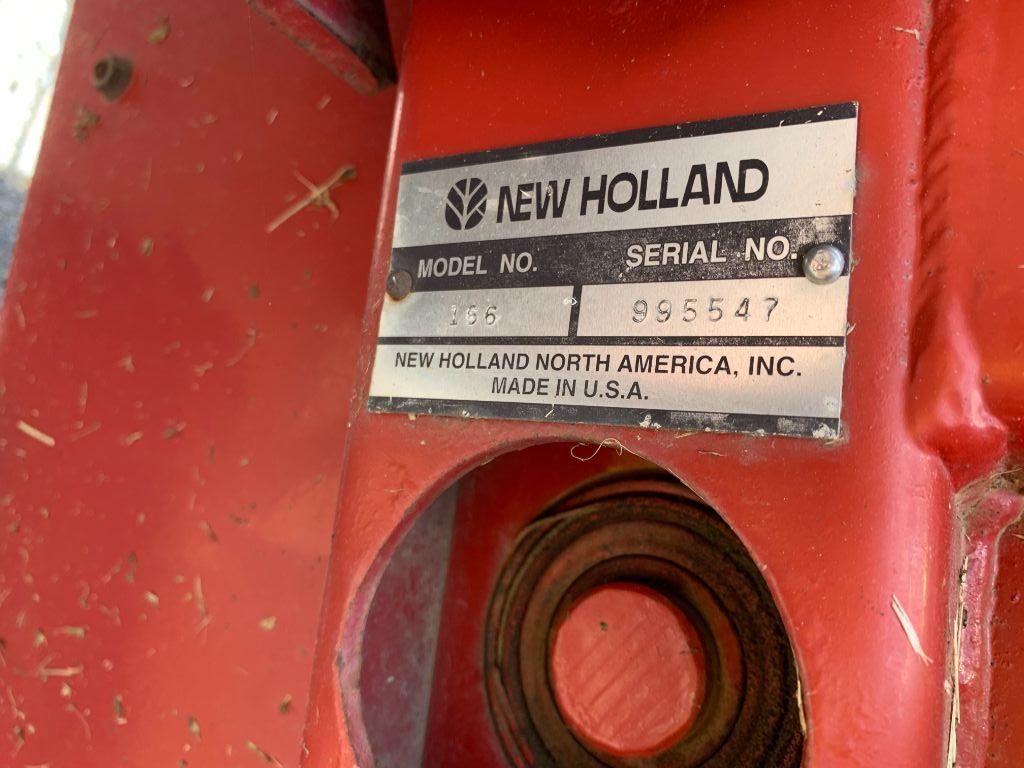 NEW HOLLAND
MODEL NO. SERIAL NO.
166 995547
NEW HOLLAND NORTH AMERICA, INC.
MADE IN U.S.A.